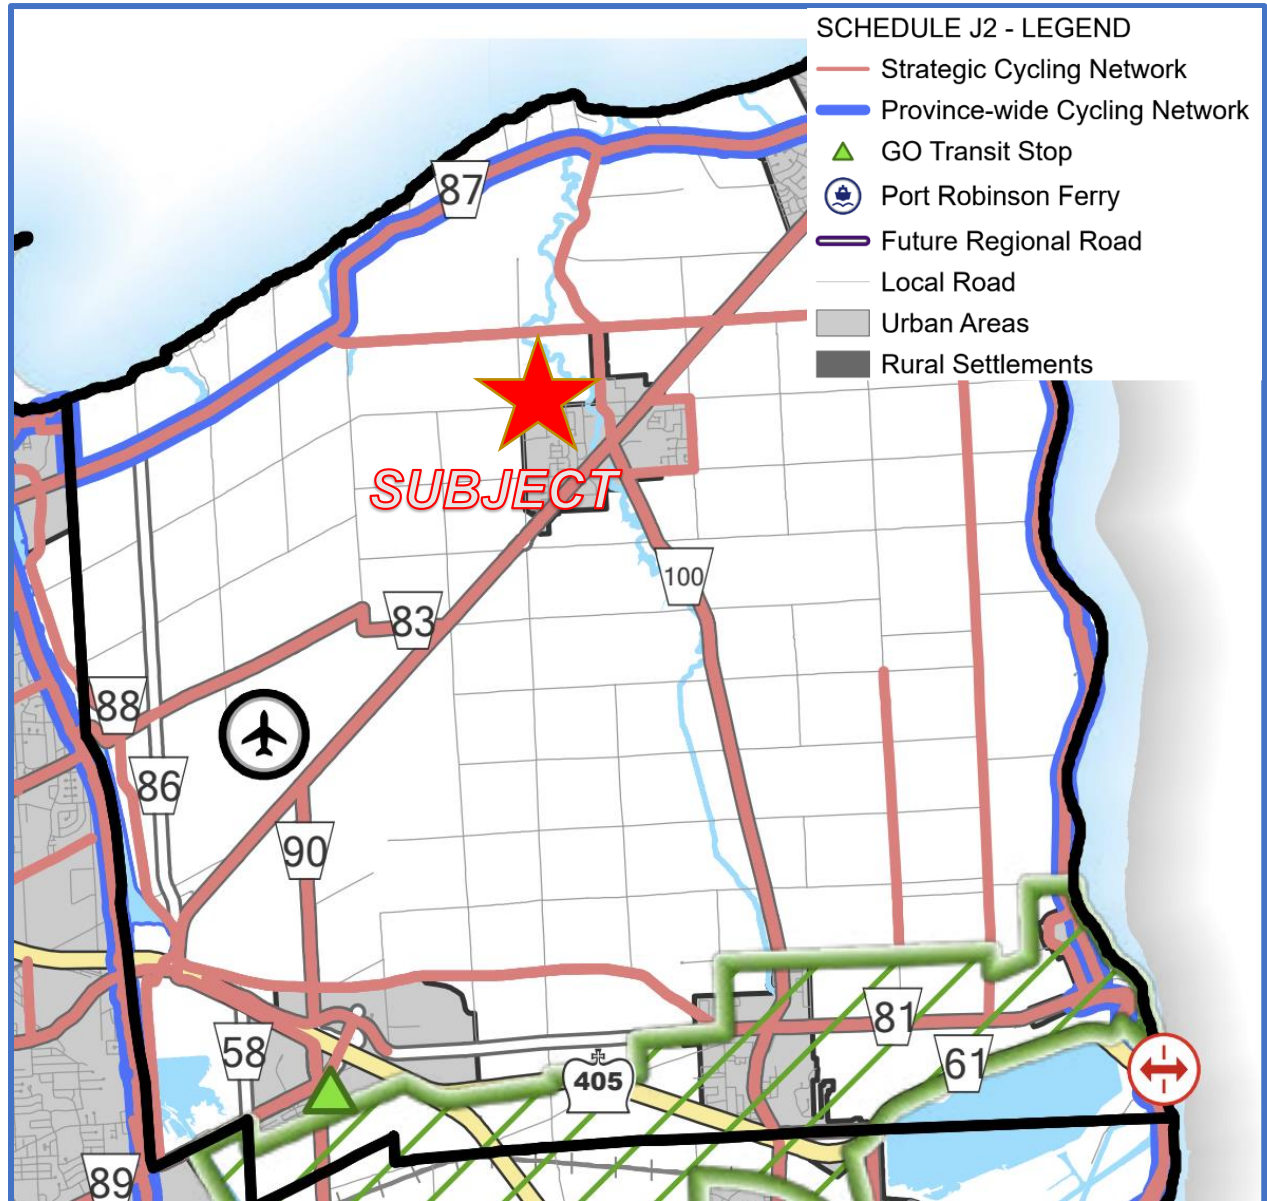 SCHEDULE J2 - LEGEND
Strategic Cycling Network
Province-wide Cycling Network
GO Transit Stop
Port Robinson Ferry
Future Regional Road
Local Road
Urban Areas
Rural Settlements
87
SUBJECT
100
83
88
86
90
81
58
61
405
89